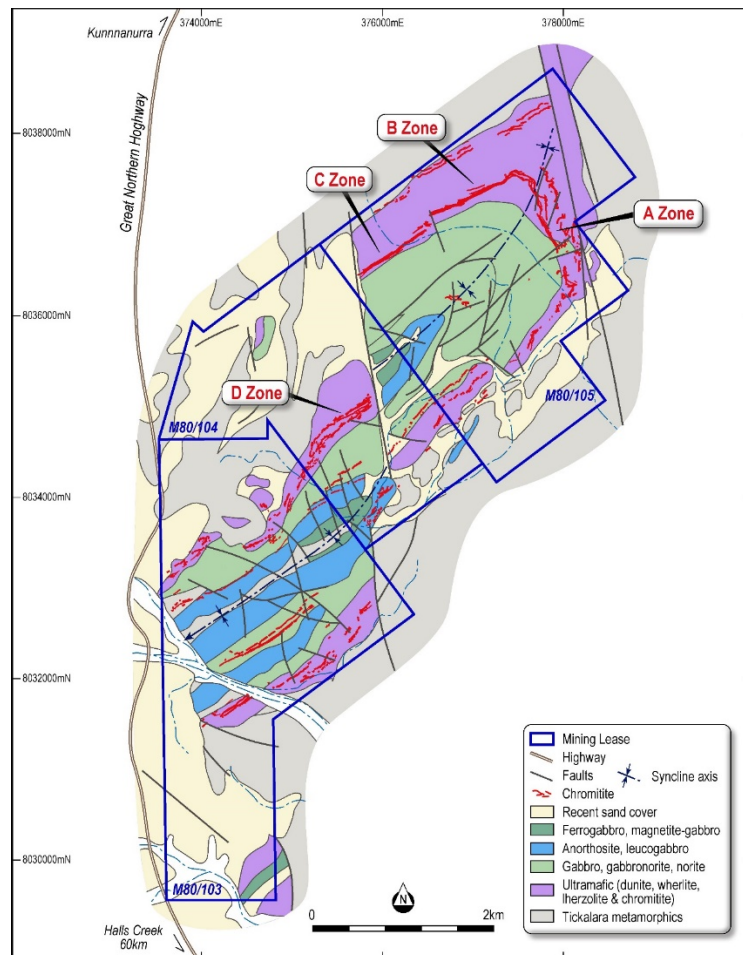 374000mE
376000mE
378000mE
Kunnnanurra
8038000mN
B Zone
C Zone
A Zone
Great Northern Hoghway
8036000mN
D Zone
M80/105
M80/104
8034000mN
8032000mN
8030000mN
M80/103
Halls Creek
60km
N
0
2km
Mining Lease
Highway
Faults
Syncline axis
Chromitite
Recent sand cover
Ferrogabbro, magnetite-gabbro
Anorthosite, leucogabbro
Gabbro, gabbronorite, norite
Ultramafic (dunite, wherlite,
lherzolite & chromitite)
Tickalara metamorphics